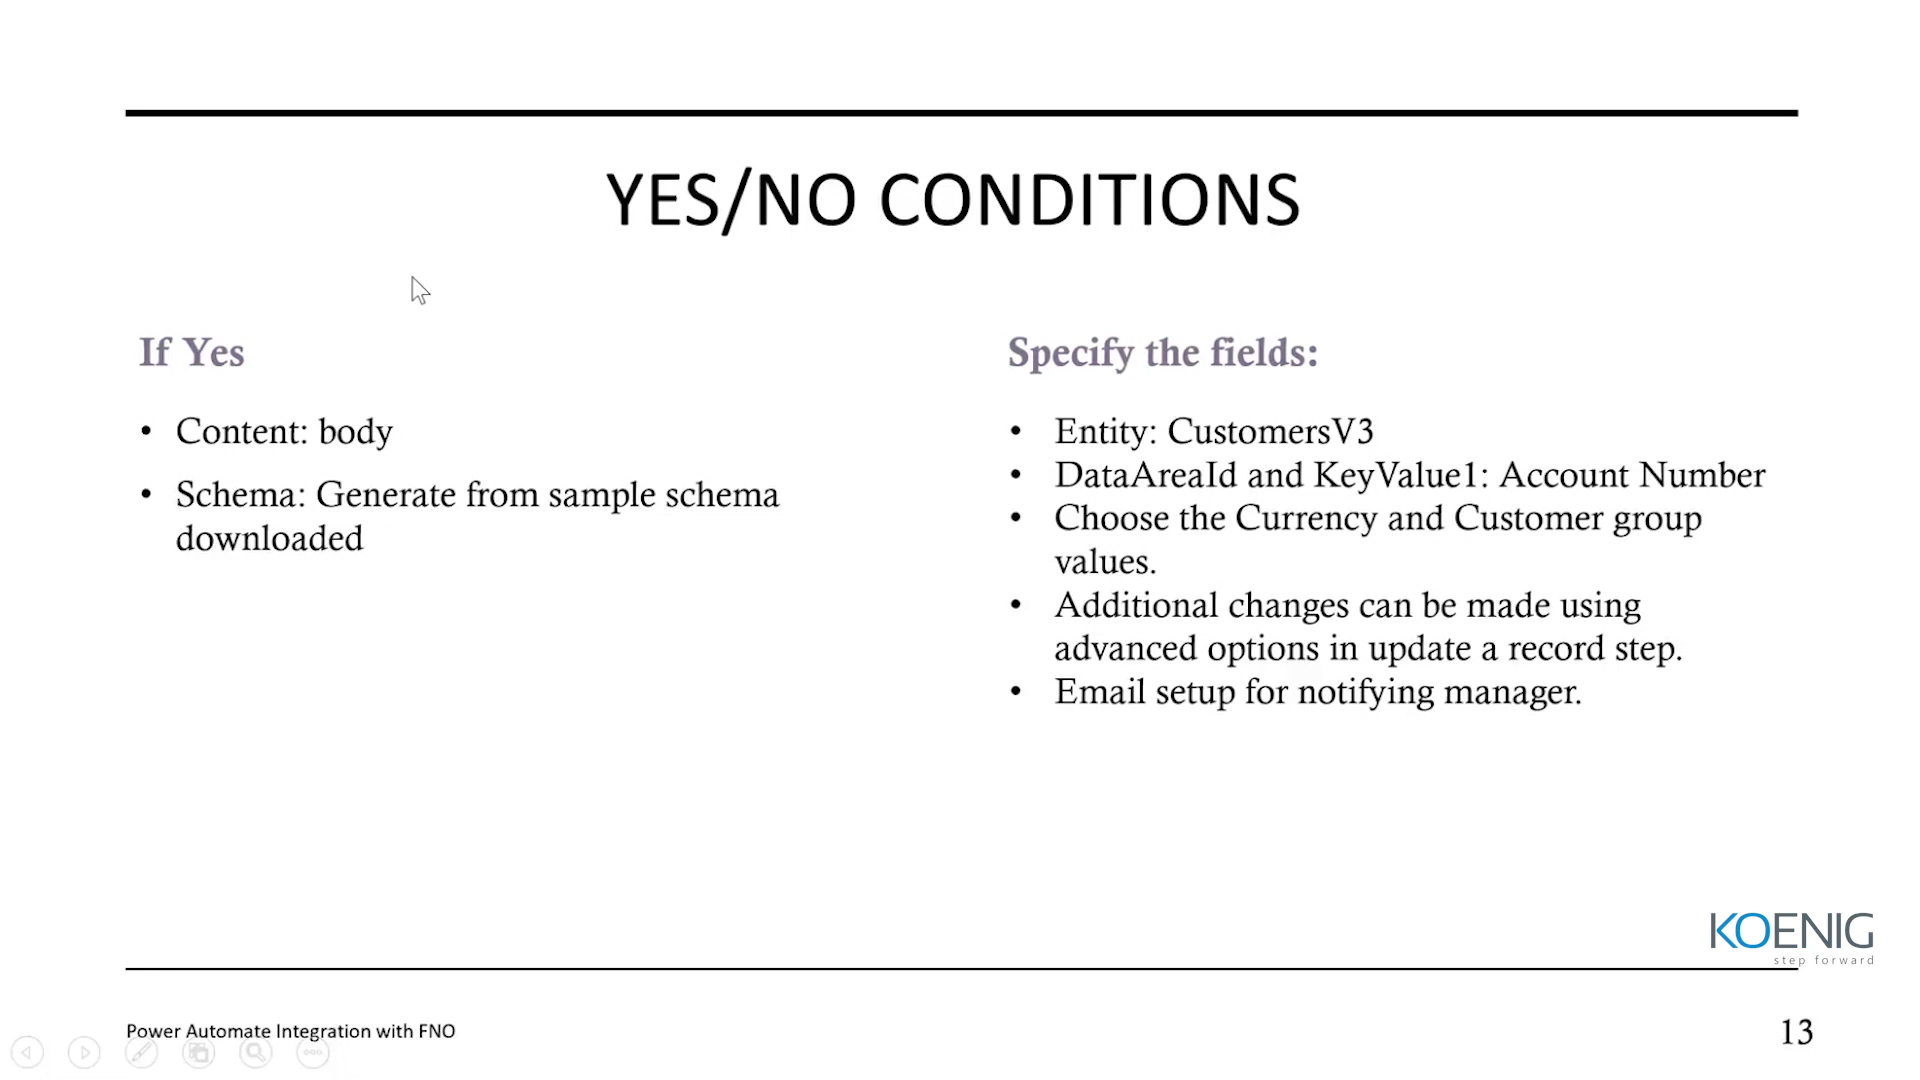 YES/NO CONDITIONS
If Yes
• Content: body
• Schema: Generate from sample schema
downloaded
Specify the fields:
• Entity: CustomersV3
• DataAreaId and KeyValue1: Account Number
• Choose the Currency and Customer group
values.
• Additional changes can be made using
advanced options in update a record step.
• Email setup for notifying manager.
KOENIG
step forward
Power Automate Integration with FNO
13